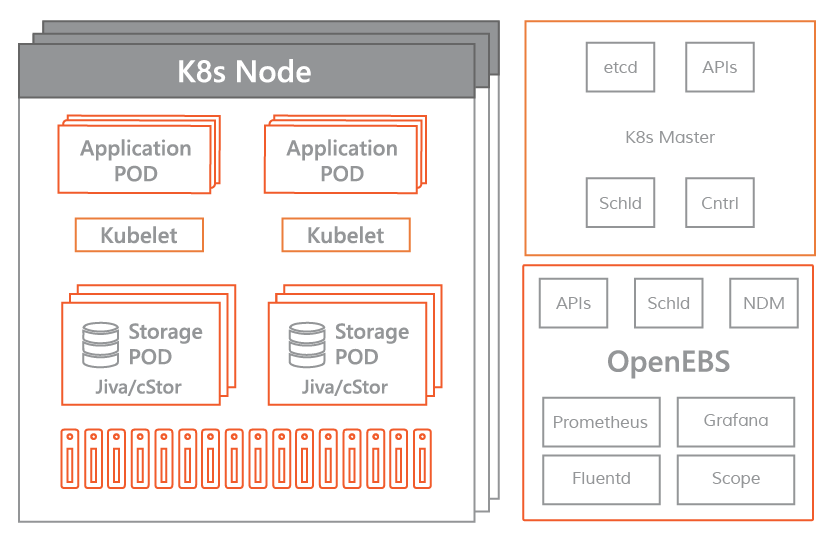 K8s Node
Application
POD
Application
POD
Kubelet
Kubelet
Storage
POD
Jiva/cStor
Storage
POD
Jiva/cStor
etcd
APIs
K8s Master
Schld
Cntrl
APIs
Schld
NDM
OpenEBS
Prometheus
Grafana
Fluentd
Scope